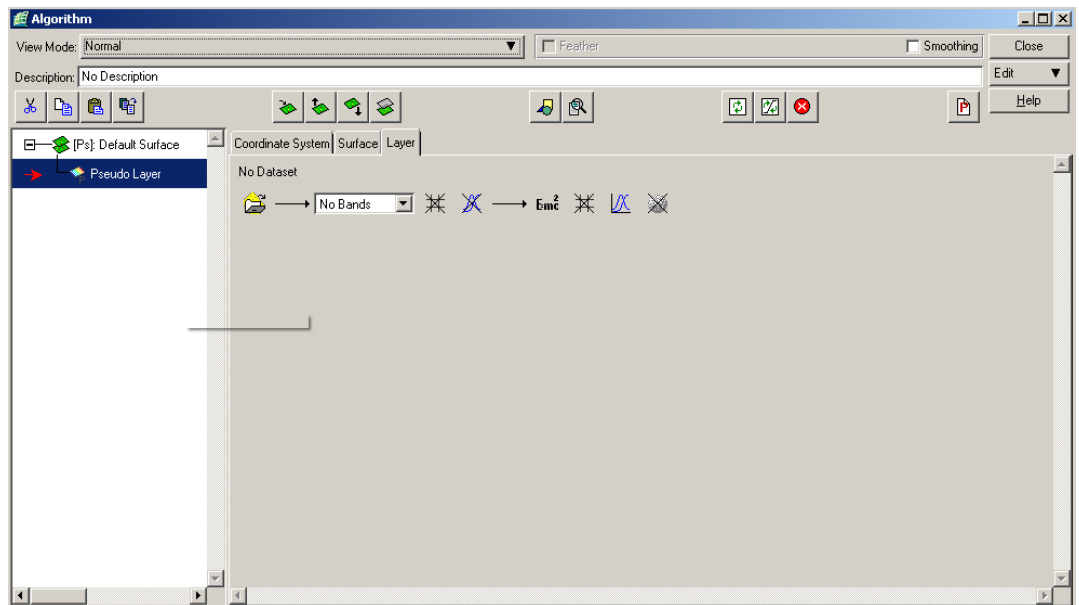 Algorithm
View Mode: Normal
Feather
Smoothing
Close
Description: No Description
Edit
Help
[Ps]: Default Surface
Pseudo Layer
Coordinate System
Surface
Layer
No Dataset
No Bands
Emc2